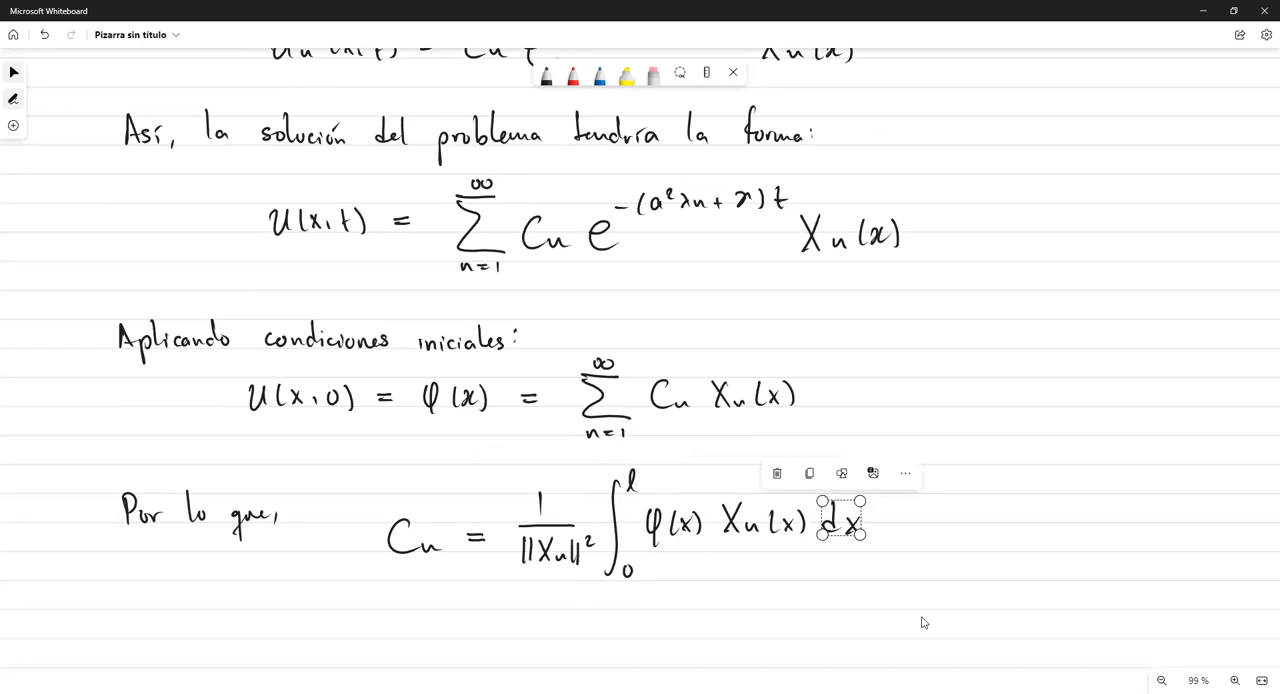 Microsoft Whiteboard
Pizarra sin título
Así, la solución del problema tendría la forma:
U(x,t) = ∑_{n=1}^{∞} Cn e^{-(a²λn + γ)t} Xn(x)
Aplicando condiciones iniciales:
U(x,0) = φ(x) = ∑_{n=1}^{∞} Cn Xn(x)
Por lo que,
Cn = 1/||Xn||² ∫_0^l φ(x) Xn(x) dx
99 %